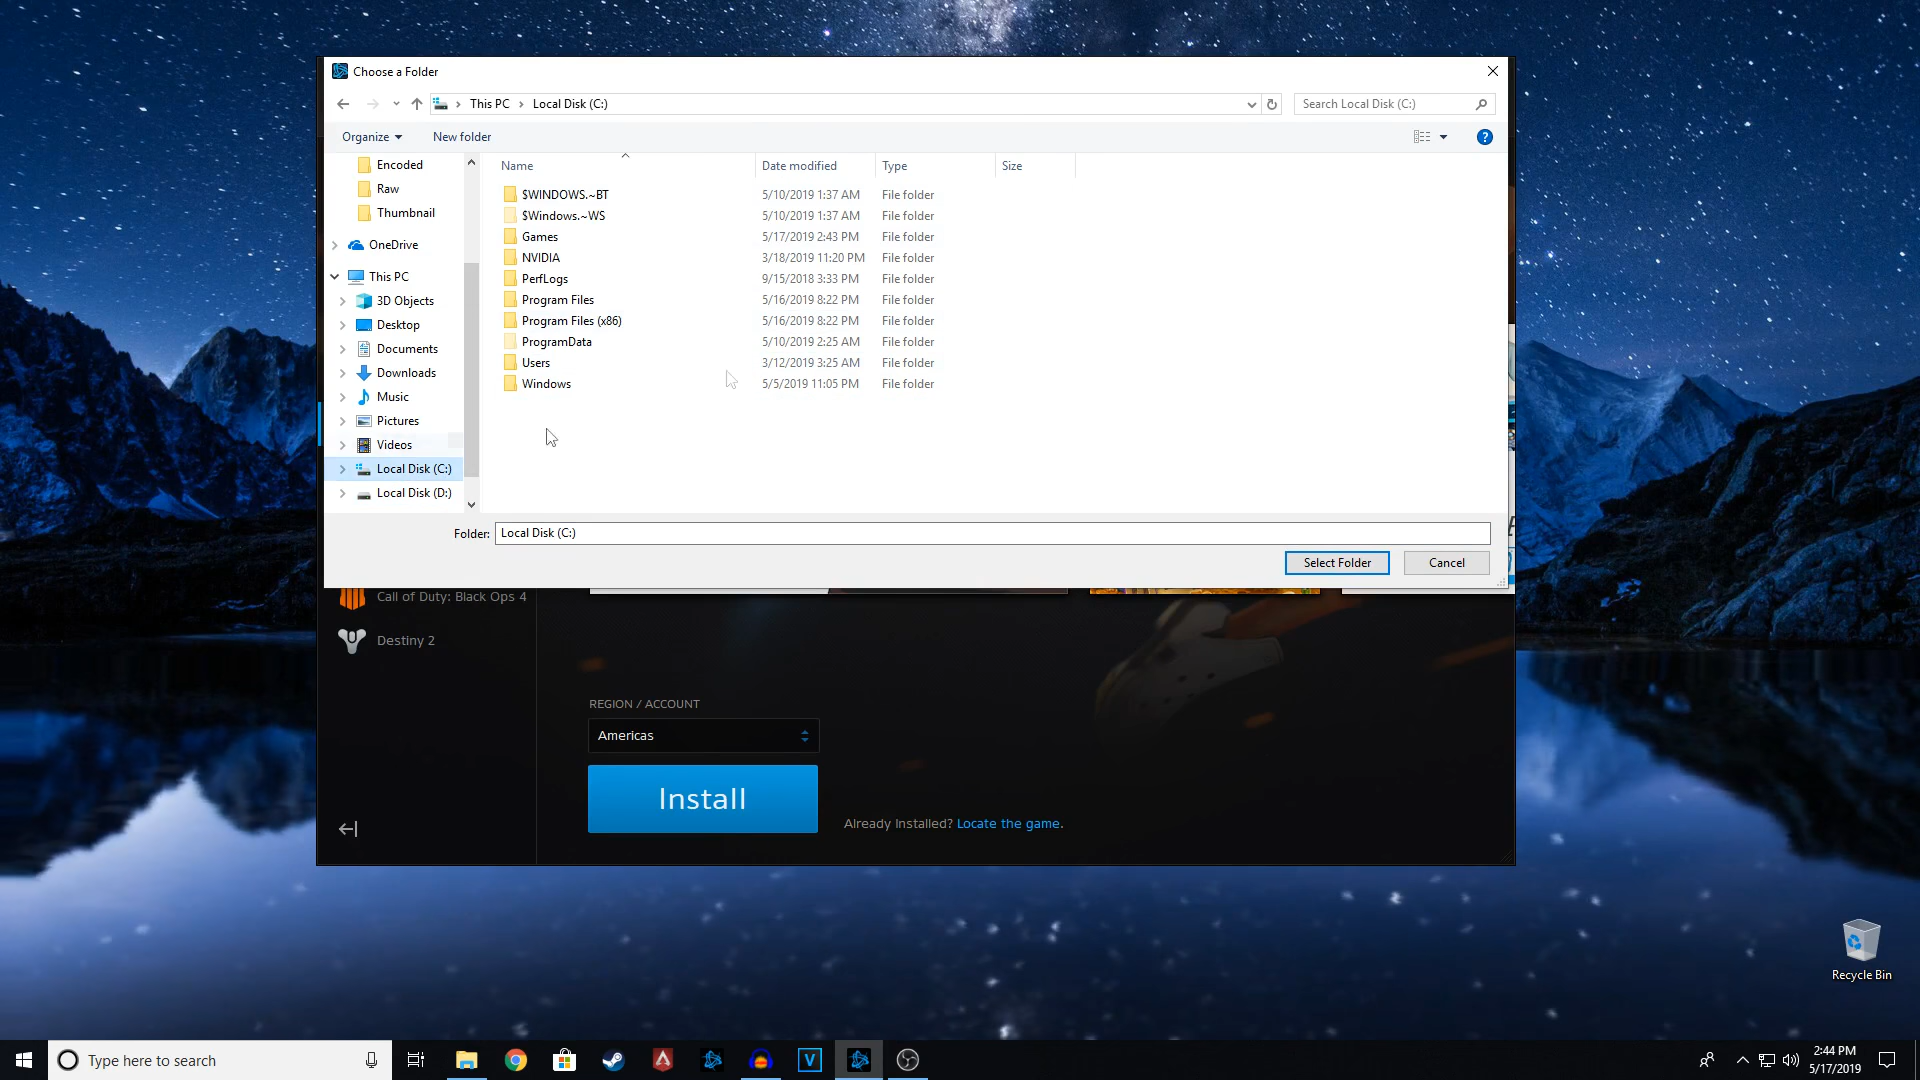 Choose a Folder
This PC
Local Disk (C:)
Search Local Disk (C:)
Organize
New folder
?
Name
Date modified
Type
Size
Encoded
Raw
Thumbnail
OneDrive
This PC
3D Objects
Desktop
Documents
Downloads
Music
Pictures
Videos
Local Disk (C:)
Local Disk (D:)
$WINDOWS.~BT 5/10/2019 1:37 AM File folder
$Windows.~WS 5/10/2019 1:37 AM File folder
Games 5/17/2019 2:43 PM File folder
NVIDIA 3/18/2019 11:20 PM File folder
PerfLogs 9/15/2018 3:33 PM File folder
Program Files 5/16/2019 8:22 PM File folder
Program Files (x86) 5/16/2019 8:22 PM File folder
ProgramData 5/10/2019 2:25 AM File folder
Users 3/12/2019 3:25 AM File folder
Windows 5/5/2019 11:05 PM File folder
Folder: Local Disk (C:)
Select Folder
Cancel
Call of Duty: Black Ops 4
Destiny 2
REGION / ACCOUNT
Americas
Install
Already Installed? Locate the game.
Recycle Bin
Type here to search
V
2:44 PM
5/17/2019